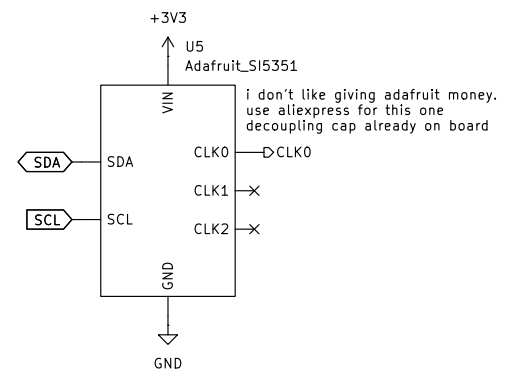 +3V3
U5
Adafruit_SI5351
i don't like giving adafruit money.
use aliexpress for this one
decoupling cap already on board
VIN
CLK0
CLK0
SDA
SDA
CLK1
SCL
SCL
CLK2
GND
GND